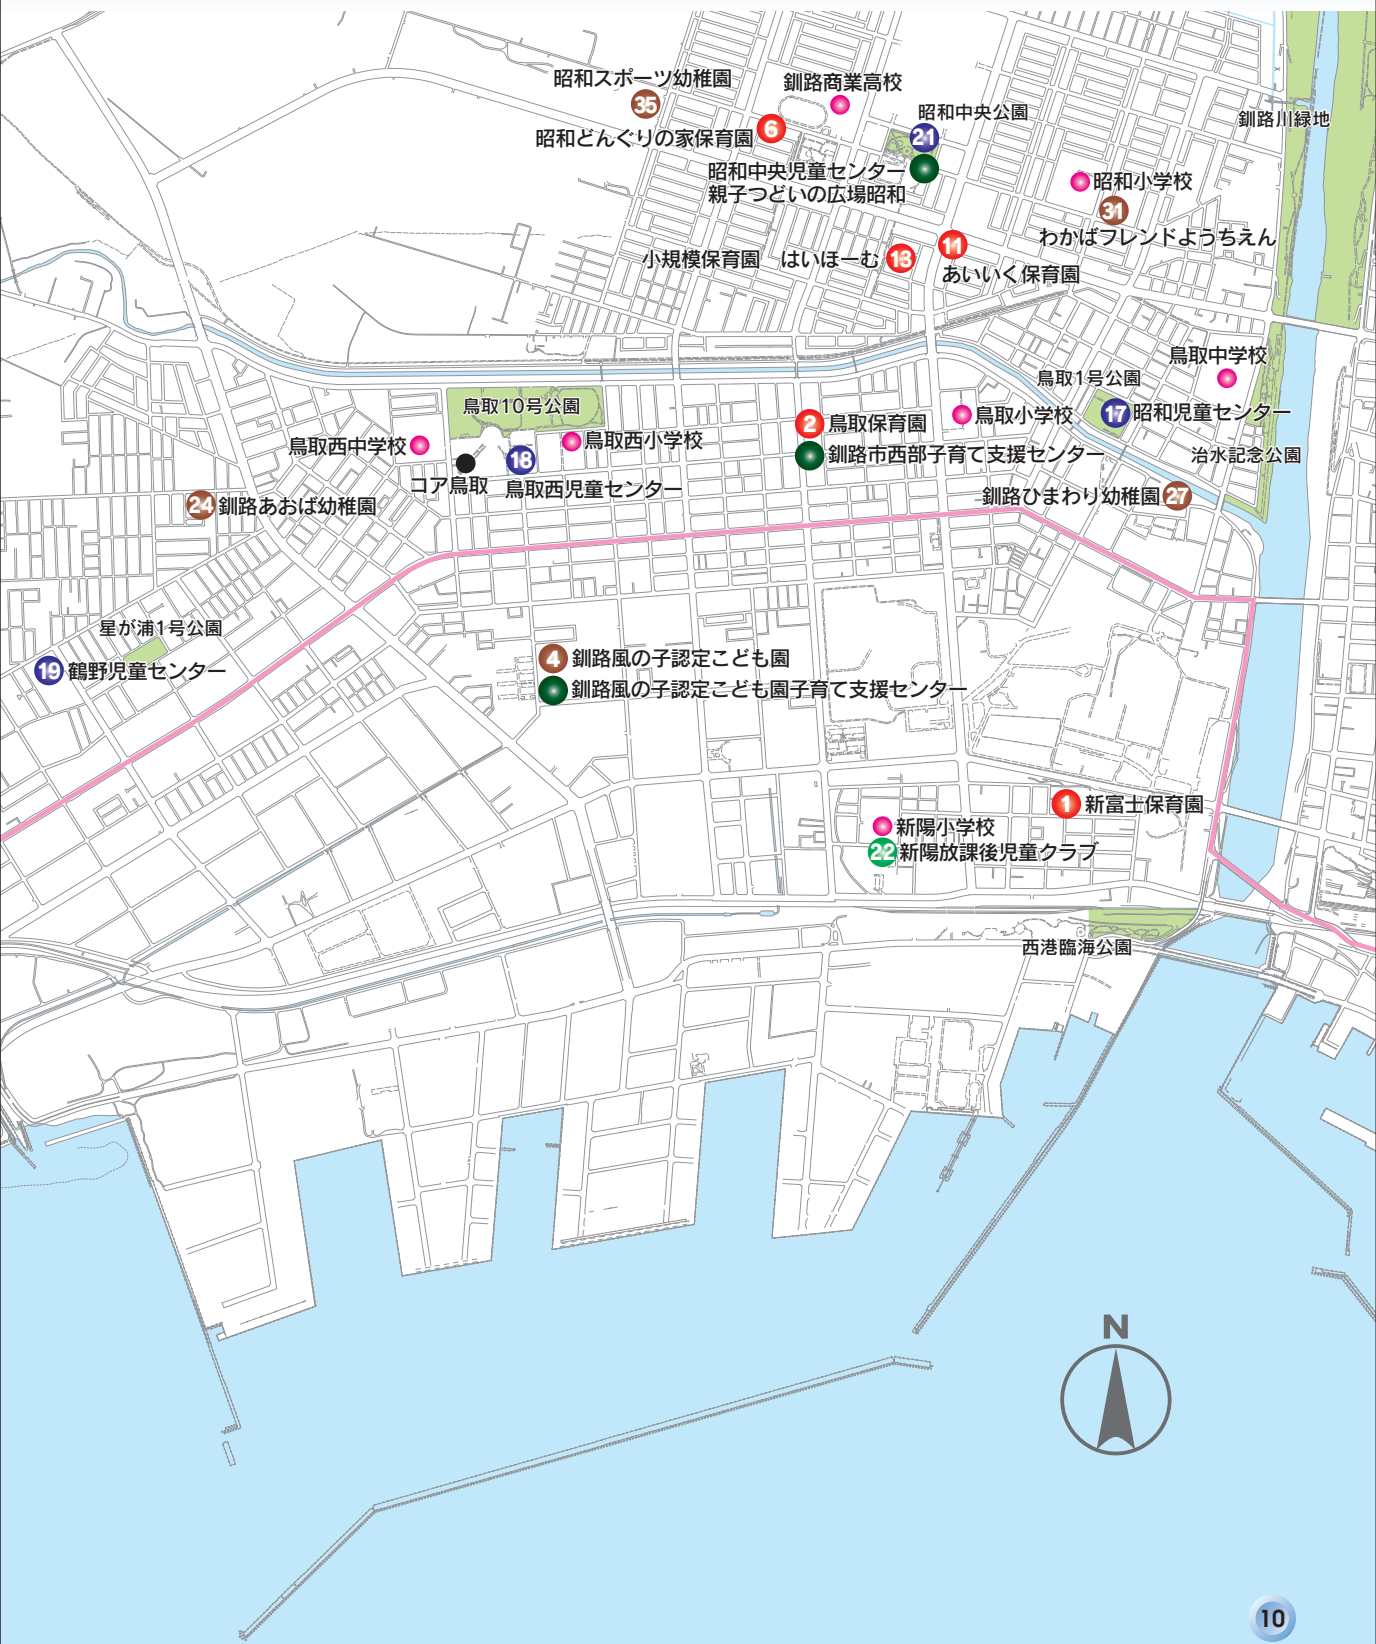 昭和スポーツ幼稚園
35
釧路商業高校
昭和中央公園
21
6
昭和どんぐりの家保育園
釧路川緑地
昭和中央児童センター
親子つどいの広場昭和
昭和小学校
31
わかばフレンドようちえん
小規模保育園 はいほーむ
13
11
あいいく保育園
鳥取中学校
鳥取1号公園
17
昭和児童センター
鳥取10号公園
2
鳥取保育園
鳥取小学校
鳥取西中学校
鳥取西小学校
釧路市西部子育て支援センター
治水記念公園
18
コア鳥取
鳥取西児童センター
釧路ひまわり幼稚園
27
24
釧路あおば幼稚園
星が浦1号公園
19
鶴野児童センター
4
釧路風の子認定こども園
釧路風の子認定こども園子育て支援センター
1
新富士保育園
新陽小学校
22
新陽放課後児童クラブ
西港臨海公園
N
10